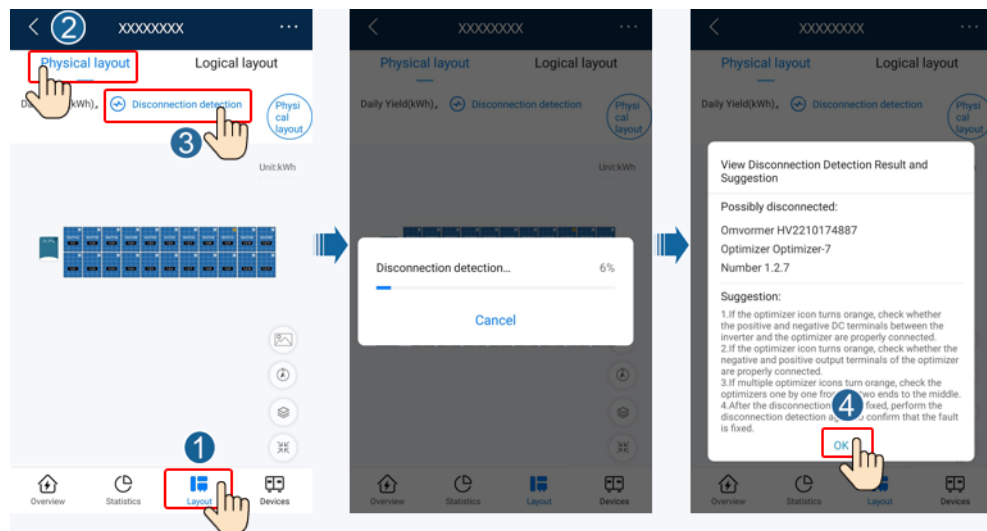 2
XXXXXXXX
Physical layout
Logical layout
Disconnection detection
Physi
cal
layout
3
Unit:kWh
1
Overview
Statistics
Layout
Devices
XXXXXXXX
Physical layout
Logical layout
Daily Yield(kWh),
Disconnection detection
Physi
cal
layout
Unit:kWh
Disconnection detection...
6%
Cancel
Overview
Statistics
Layout
Devices
XXXXXXXX
Physical layout
Logical layout
Daily Yield(kWh),
Disconnection detection
Physi
cal
layout
View Disconnection Detection Result and
Suggestion
Possibly disconnected:
Omvormer HV2210174887
Optimizer Optimizer-7
Number 1.2.7
Suggestion:
1.If the optimizer icon turns orange, check whether
the positive and negative DC terminals between the
inverter and the optimizer are properly connected.
2.If the optimizer icon turns orange, check whether the
negative and positive output terminals of the optimizer
are properly connected.
3.If multiple optimizer icons turn orange, check the
optimizers one by one two ends to the middle.
4.After the disconnection fixed, perform the
disconnection detection confirm that the fault
is fixed.
4
OK
Overview
Statistics
Layout
Devices